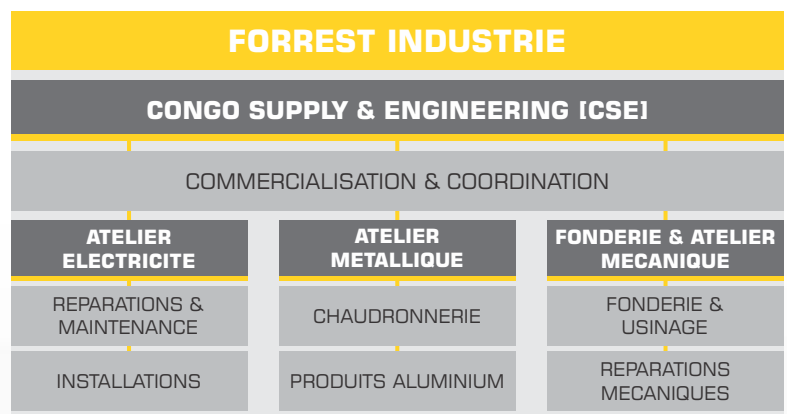 FORREST INDUSTRIE
CONGO SUPPLY & ENGINEERING [CSE]
COMMERCIALISATION & COORDINATION
ATELIER
ELECTRICITE
REPARATIONS &
MAINTENANCE
INSTALLATIONS
ATELIER
METALLIQUE
CHAUDRONNERIE
PRODUITS ALUMINIUM
FONDERIE & ATELIER
MECANIQUE
FONDERIE &
USINAGE
REPARATIONS
MECANIQUES